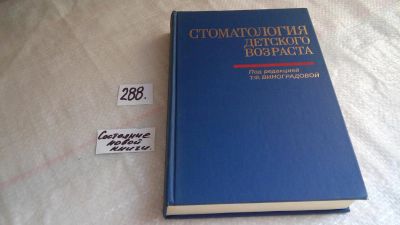 СТОМАТОЛОГИЯ
ДЕТСКОГО
ВОЗРАСТА
Под редакцией
Т.Ф. ВИНОГРАДОВОЙ
288.
Состояние
новой
книги.